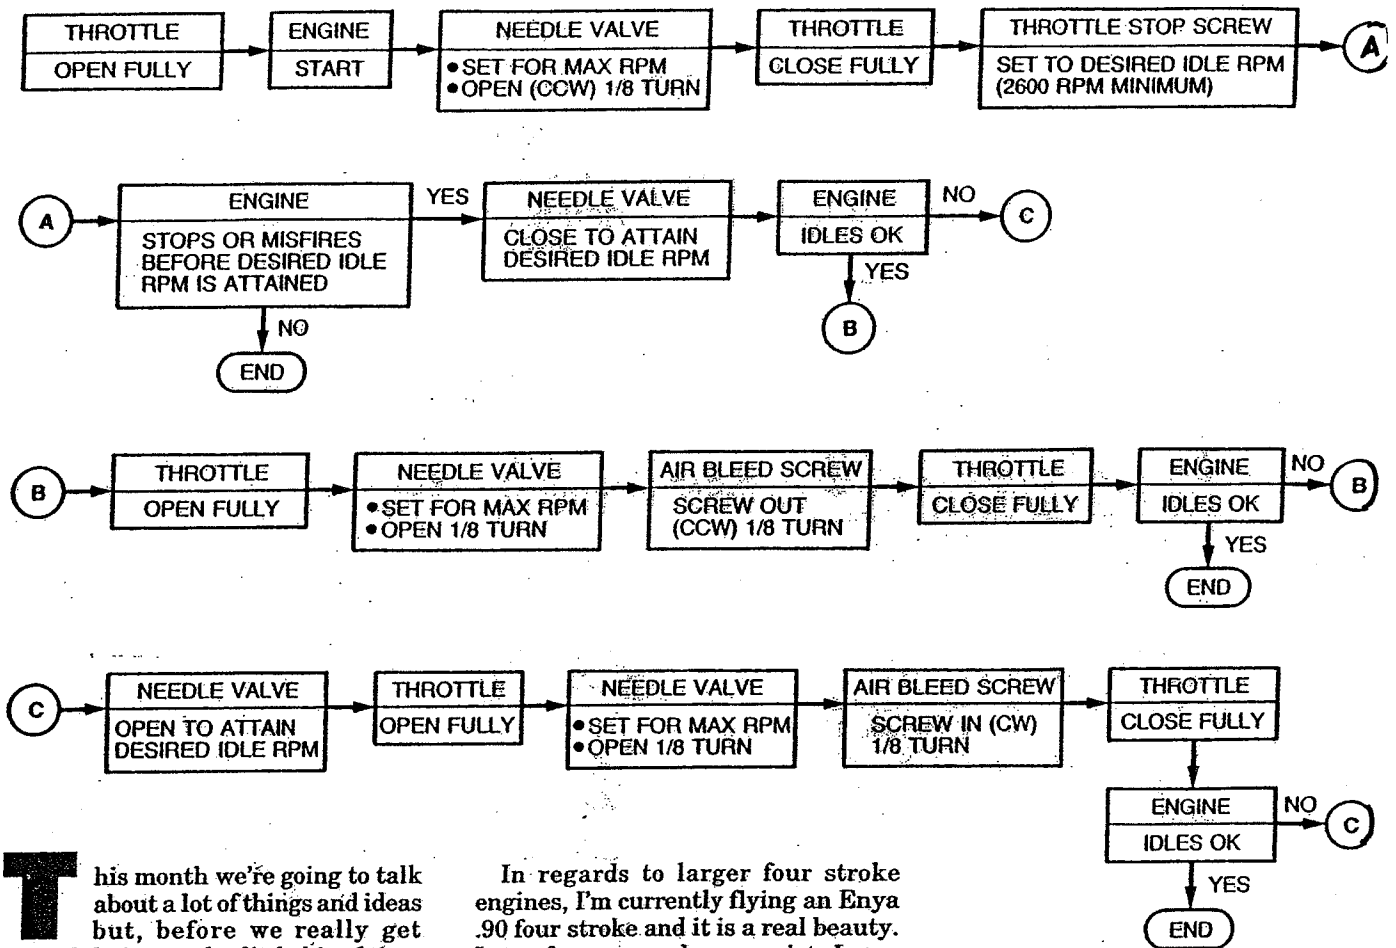 THROTTLE
OPEN FULLY
ENGINE
START
NEEDLE VALVE
• SET FOR MAX RPM
• OPEN (CCW) 1/8 TURN
THROTTLE
CLOSE FULLY
THROTTLE STOP SCREW
SET TO DESIRED IDLE RPM
(2600 RPM MINIMUM)
A
A
ENGINE
STOPS OR MISFIRES
BEFORE DESIRED IDLE
RPM IS ATTAINED
YES
NO
END
NEEDLE VALVE
CLOSE TO ATTAIN
DESIRED IDLE RPM
ENGINE
IDLES OK
NO
C
YES
B
B
THROTTLE
OPEN FULLY
NEEDLE VALVE
• SET FOR MAX RPM
• OPEN 1/8 TURN
AIR BLEED SCREW
SCREW OUT
(CCW) 1/8 TURN
THROTTLE
CLOSE FULLY
ENGINE
IDLES OK
NO
B
YES
END
C
NEEDLE VALVE
OPEN TO ATTAIN
DESIRED IDLE RPM
THROTTLE
OPEN FULLY
NEEDLE VALVE
• SET FOR MAX RPM
• OPEN 1/8 TURN
AIR BLEED SCREW
SCREW IN (CW)
1/8 TURN
THROTTLE
CLOSE FULLY
ENGINE
IDLES OK
NO
C
YES
END
This month we're going to talk
about a lot of things and ideas
but, before we really get
In regards to larger four stroke
engines, I'm currently flying an Enya
.90 four stroke and it is a real beauty.